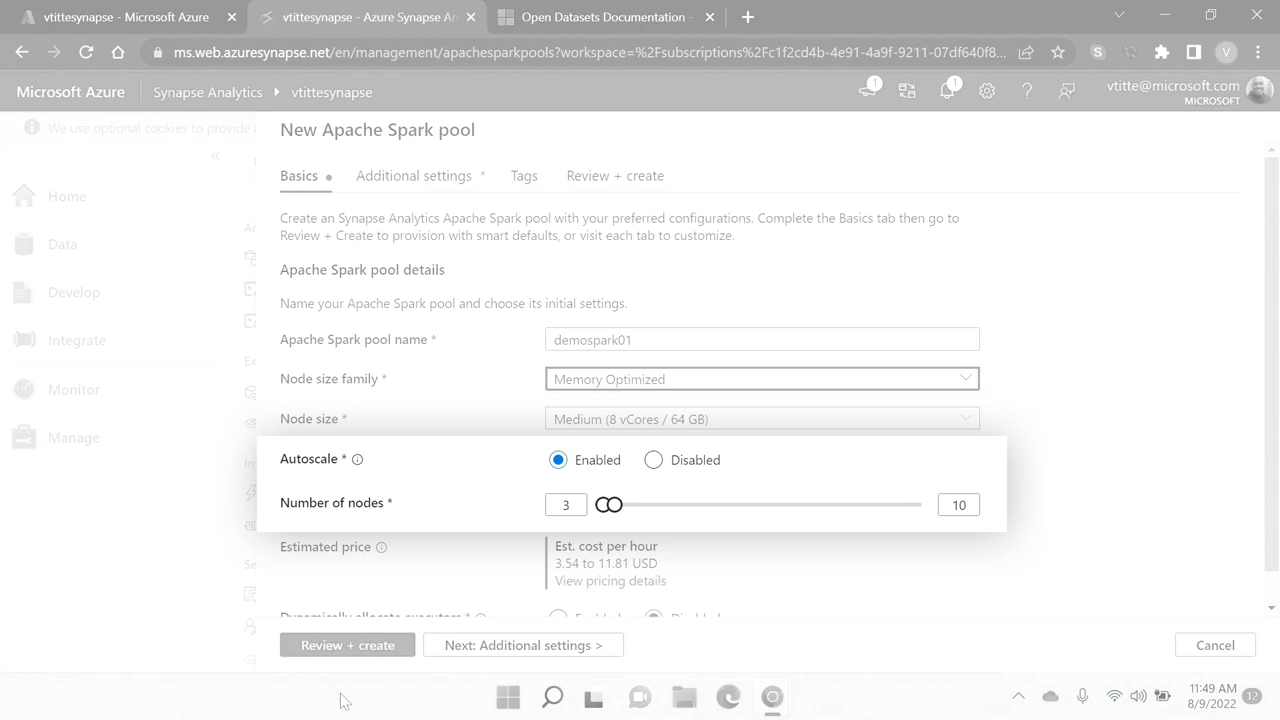 vtittesynapse - Microsoft Azure
vtittesynapse - Azure Synapse An
Open Datasets Documentation -
ms.web.azuresynapse.net/en/management/apachesparkpools?workspace=%2Fsubscriptions%2Fc1f2cd4b-4e91-4a9f-9211-07df640f8...
S
V
Microsoft Azure
Synapse Analytics
vtittesynapse
1
1
vtitte@microsoft.com
MICROSOFT
We use optional cookies to provide a
New Apache Spark pool
Home
Data
Develop
Integrate
Monitor
Manage
Basics
Additional settings *
Tags
Review + create
Create an Synapse Analytics Apache Spark pool with your preferred configurations. Complete the Basics tab then go to
Review + Create to provision with smart defaults, or visit each tab to customize.
Apache Spark pool details
Name your Apache Spark pool and choose its initial settings.
Apache Spark pool name *
demospark01
Node size family *
Memory Optimized
Node size *
Medium (8 vCores / 64 GB)
Autoscale *
Enabled
Disabled
Number of nodes *
3
10
Estimated price
Est. cost per hour
3.54 to 11.81 USD
View pricing details
Dynamically allocate executors *
Enabled
Disabled
Review + create
Next: Additional settings >
Cancel
11:49 AM
8/9/2022
12